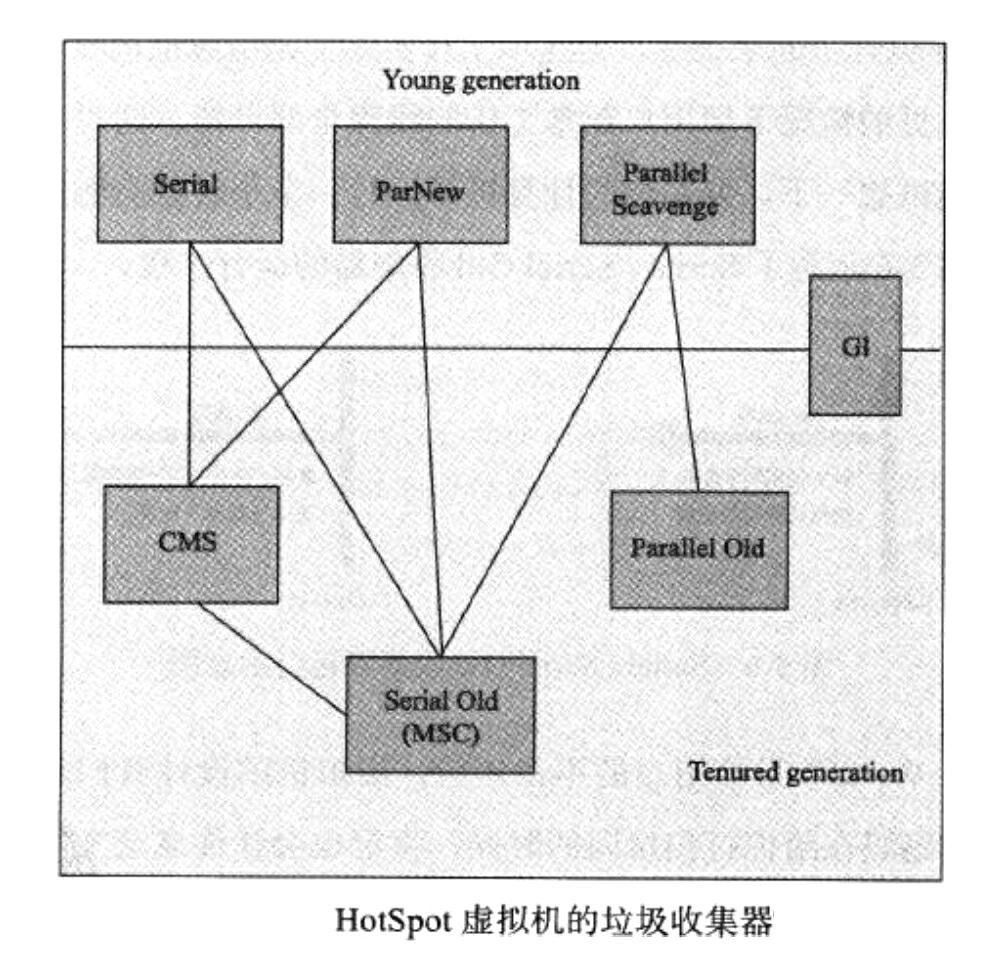 Young generation
Serial
ParNew
Parallel
Scavenge
G1
CMS
Parallel Old
Serial Old
(MSC)
Tenured generation
HotSpot 虚拟机的垃圾收集器